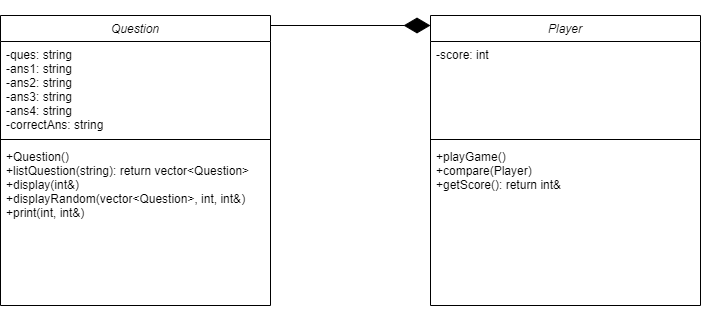 Question
-ques: string
-ans1: string
-ans2: string
-ans3: string
-ans4: string
-correctAns: string
+Question()
+listQuestion(string): return vector<Question>
+display(int&)
+displayRandom(vector<Question>, int, int&)
+print(int, int&)
Player
-score: int
+playGame()
+compare(Player)
+getScore(): return int&